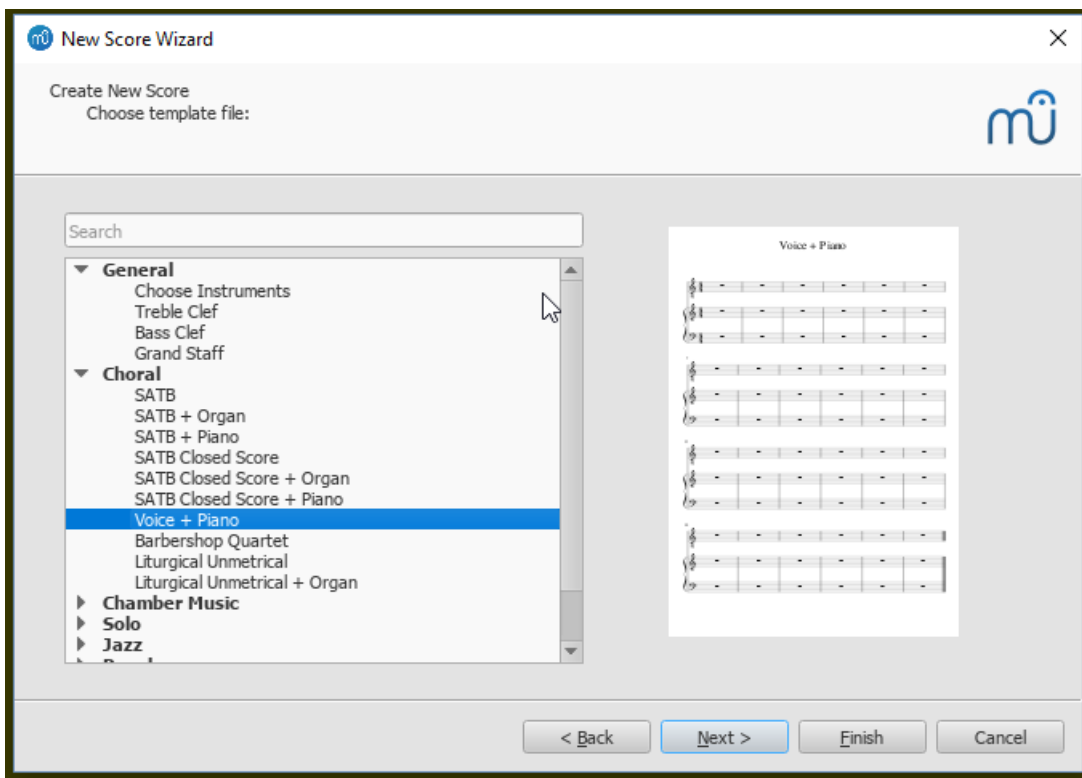 New Score Wizard
Create New Score
Choose template file:
Search
General
Choose Instruments
Treble Clef
Bass Clef
Grand Staff
Choral
SATB
SATB + Organ
SATB + Piano
SATB Closed Score
SATB Closed Score + Organ
SATB Closed Score + Piano
Voice + Piano
Barbershop Quartet
Liturgical Unmetrical
Liturgical Unmetrical + Organ
Chamber Music
Solo
Jazz
Voice + Piano
< Back
Next >
Finish
Cancel